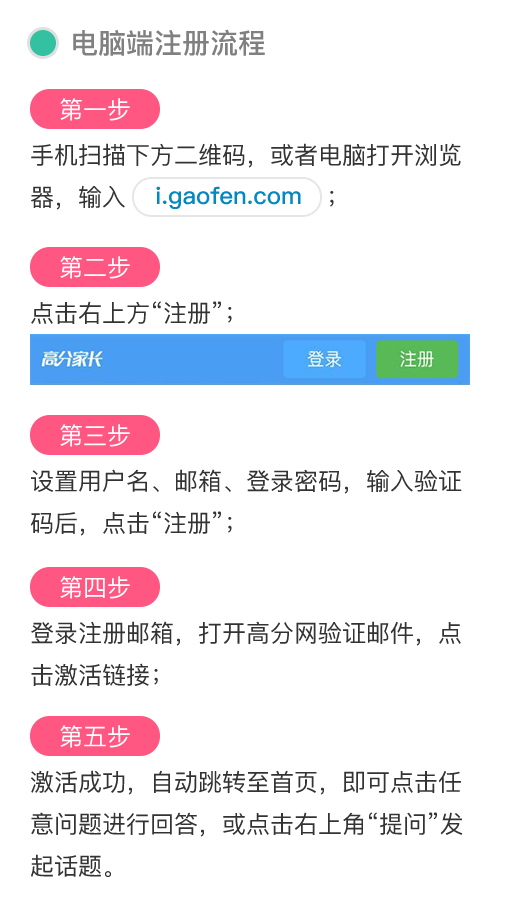 电脑端注册流程
第一步
手机扫描下方二维码，或者电脑打开浏览
器，输入 i.gaofen.com ；
第二步
点击右上方“注册”；
高分家长 登录 注册
第三步
设置用户名、邮箱、登录密码，输入验证
码后，点击“注册”；
第四步
登录注册邮箱，打开高分网验证邮件，点
击激活链接；
第五步
激活成功，自动跳转至首页，即可点击任
意问题进行回答，或点击右上角“提问”发
起话题。